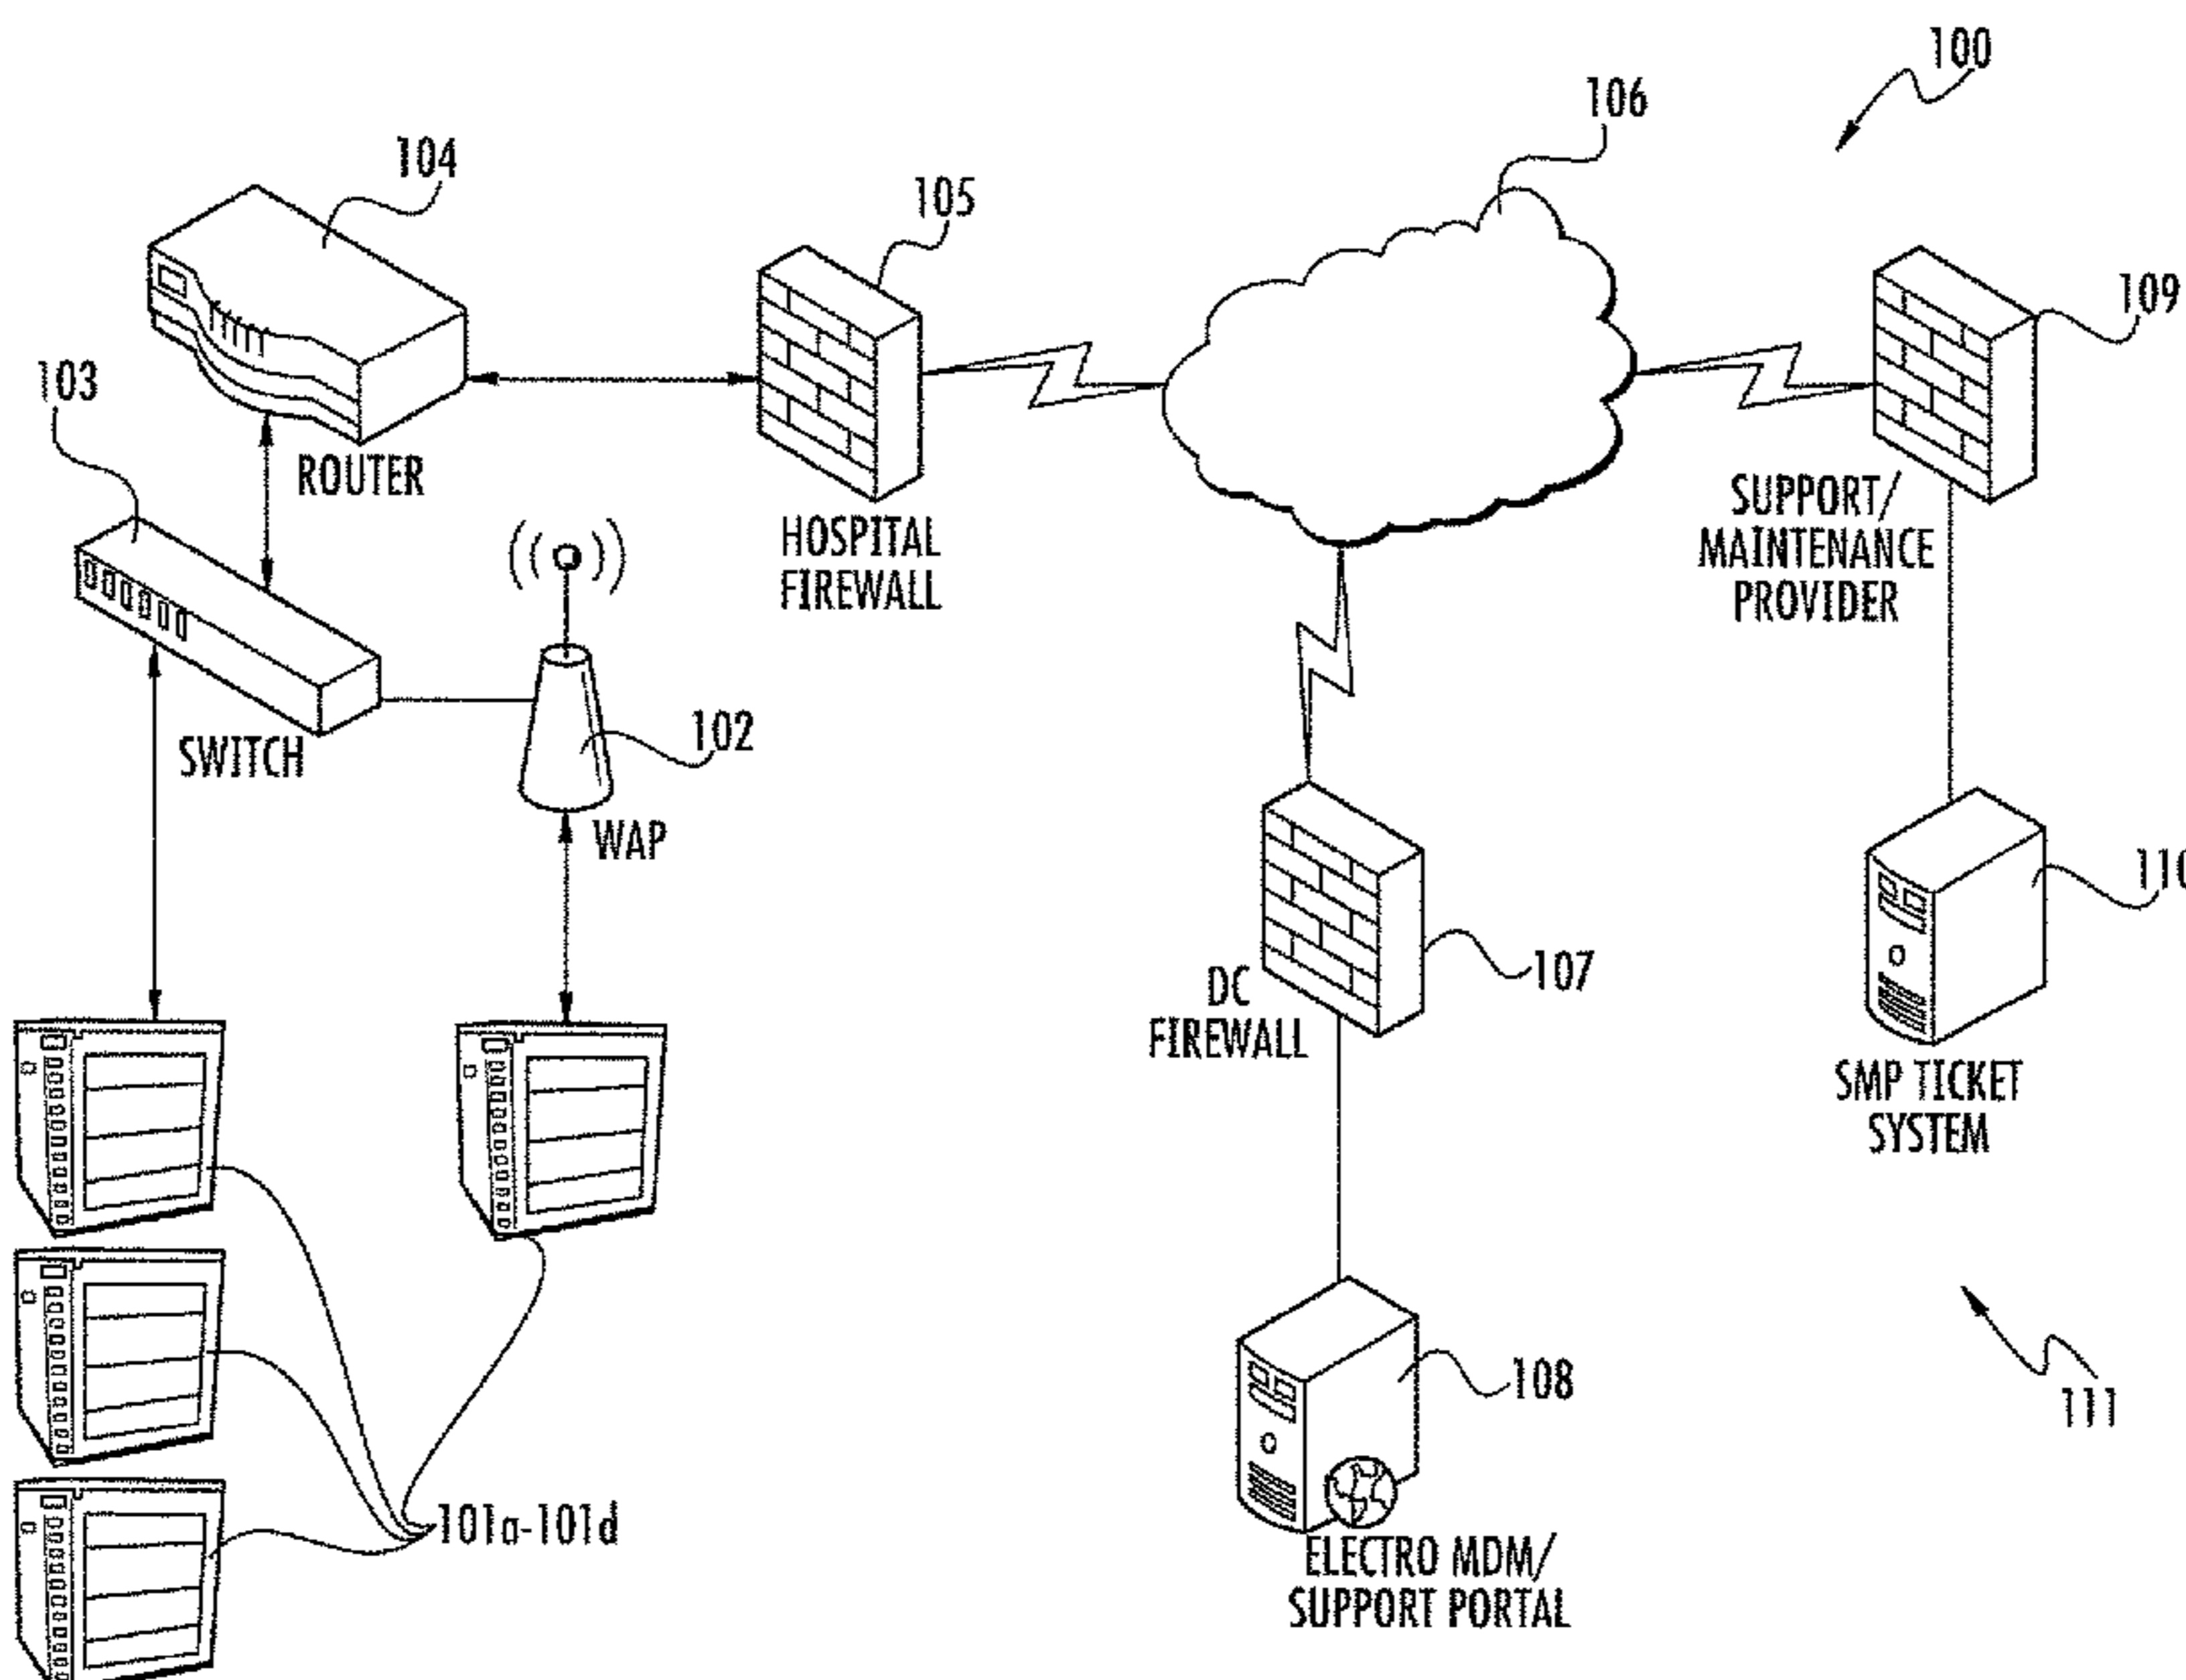 100
106
104
105
109
103
ROUTER
SUPPORT/
MAINTENANCE
PROVIDER
HOSPITAL
FIREWALL
102
SWITCH
WAP
110
107
DC
FIREWALL
SMP TICKET
SYSTEM
108
111
101a-101d
ELECTRO MDM/
SUPPORT PORTAL